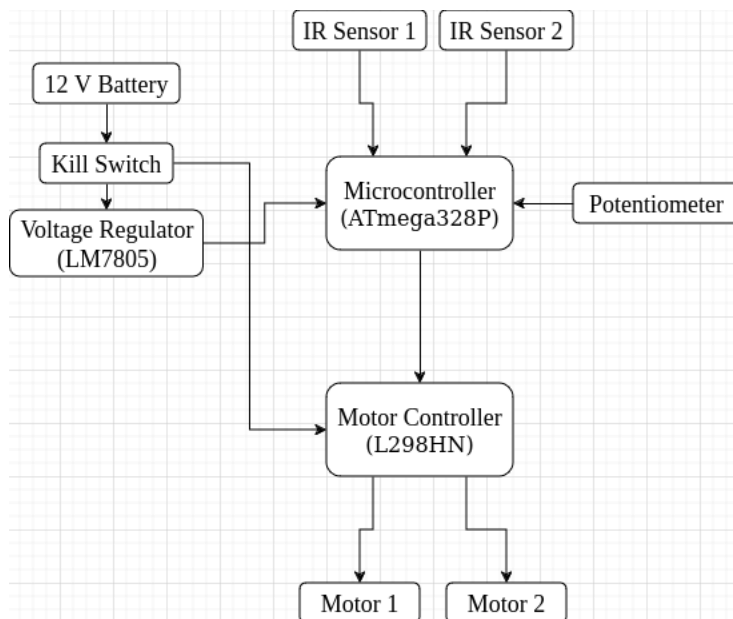 IR Sensor 1
IR Sensor 2
12 V Battery
Kill Switch
Voltage Regulator
(LM7805)
Microcontroller
(ATmega328P)
Potentiometer
Motor Controller
(L298HN)
Motor 1
Motor 2